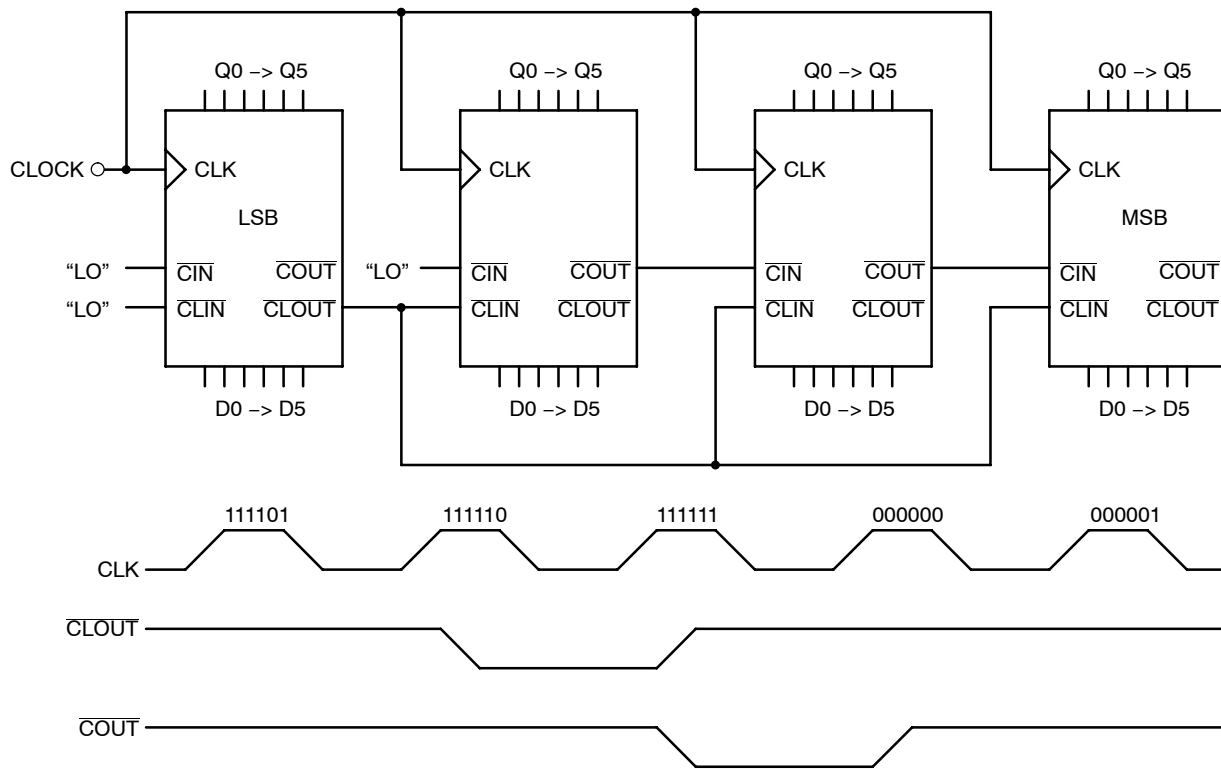 Q0 –> Q5 Q0 –> Q5 Q0 –> Q5 Q0 –> Q5
CLOCK CLK CLK CLK CLK
LSB MSB
“LO” CIN COUT “LO” CIN COUT CIN COUT CIN COUT
“LO” CLIN CLOUT CLIN CLOUT CLIN CLOUT CLIN CLOUT
D0 –> D5 D0 –> D5 D0 –> D5 D0 –> D5
111101 111110 111111 000000 000001
CLK
CLOUT
COUT